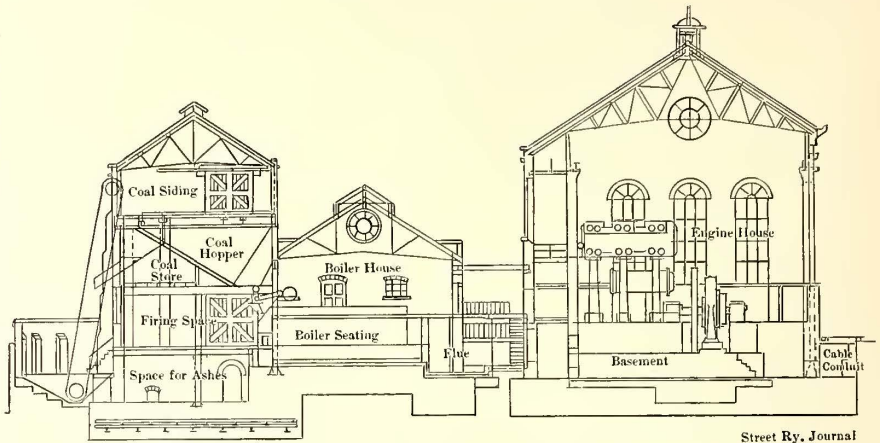 Coal Siding
Coal
Hopper
Coal
Store
Boiler House
Engine House
Firing Space
Boiler Seating
Flue
Space for Ashes
Basement
Cable
Conduit
Street Ry. Journal